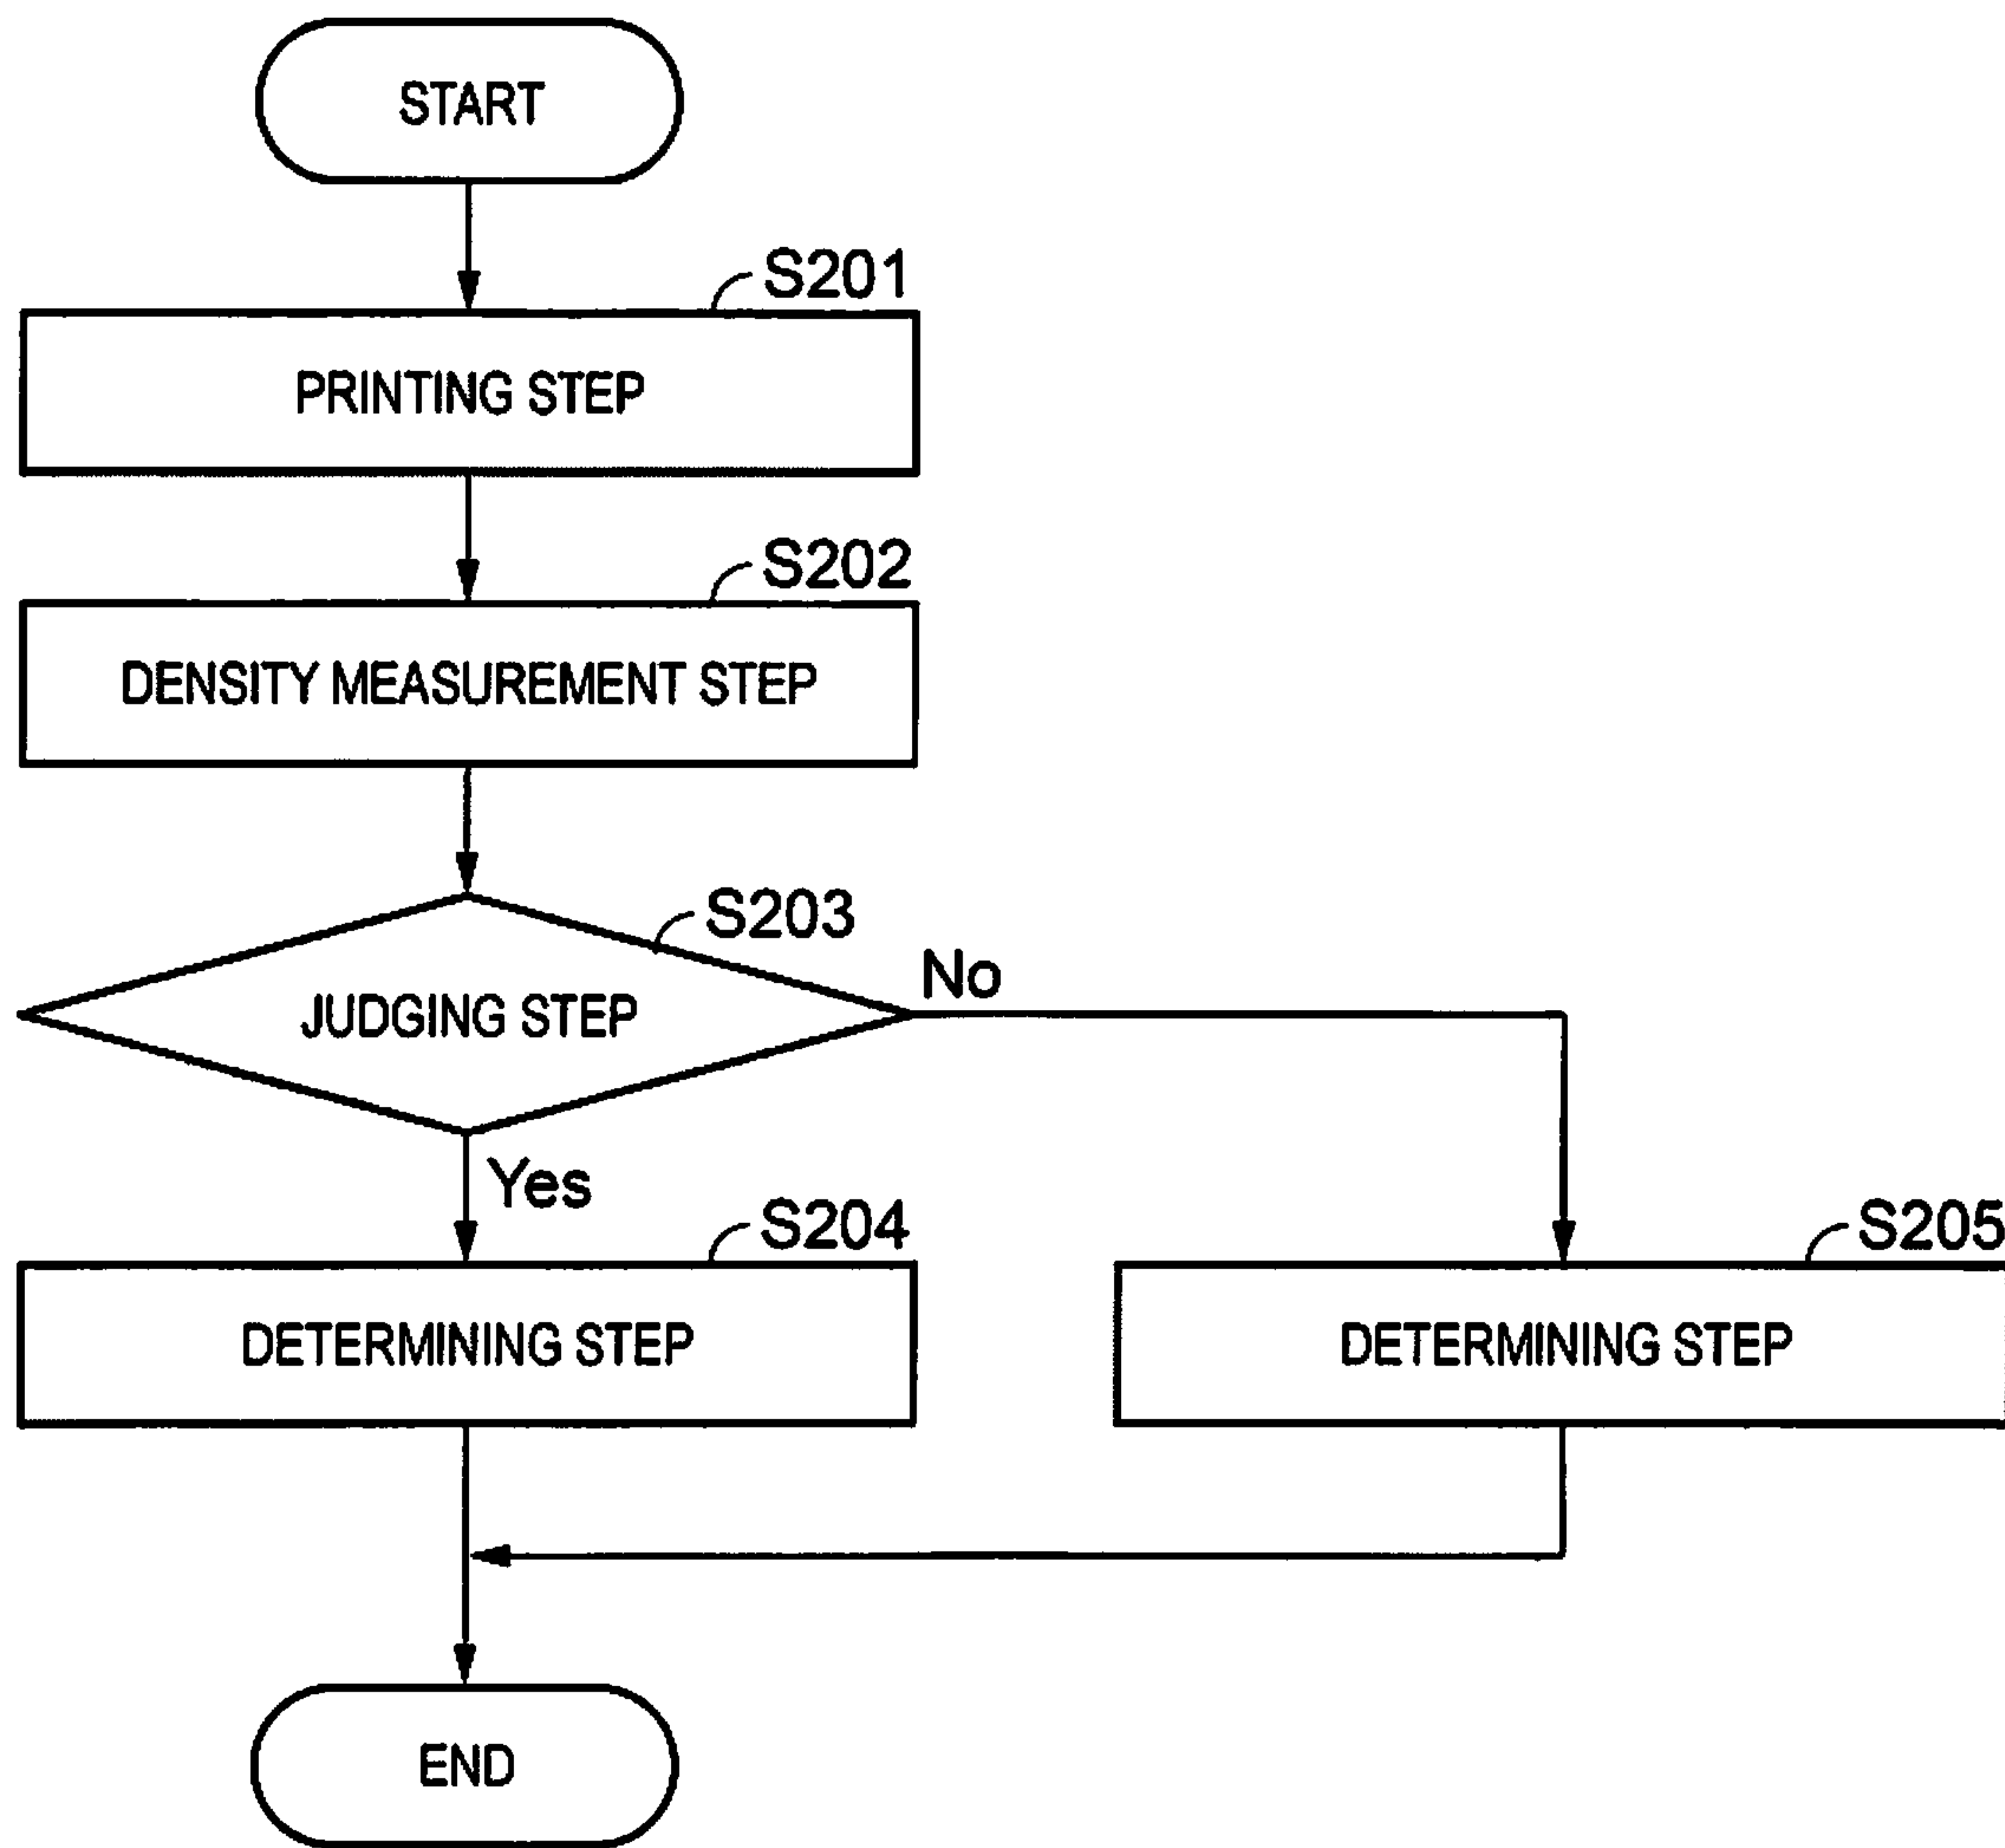 START
S201
PRINTING STEP
S202
DENSITY MEASUREMENT STEP
S203
JUDGING STEP
No
Yes
S204
DETERMINING STEP
S205
DETERMINING STEP
END